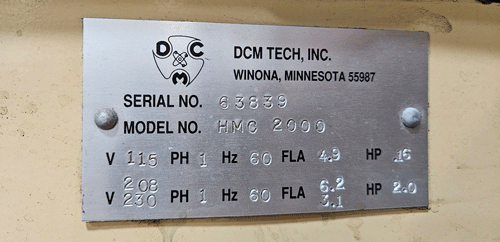 D C M
DCM TECH, INC.
WINONA, MINNESOTA 55987
SERIAL NO. 63839
MODEL NO. HMC 2000
V 115 PH 1 Hz 60 FLA 4.9 HP .16
V 208 230 PH 1 Hz 60 FLA 6.2 3.1 HP 2.0